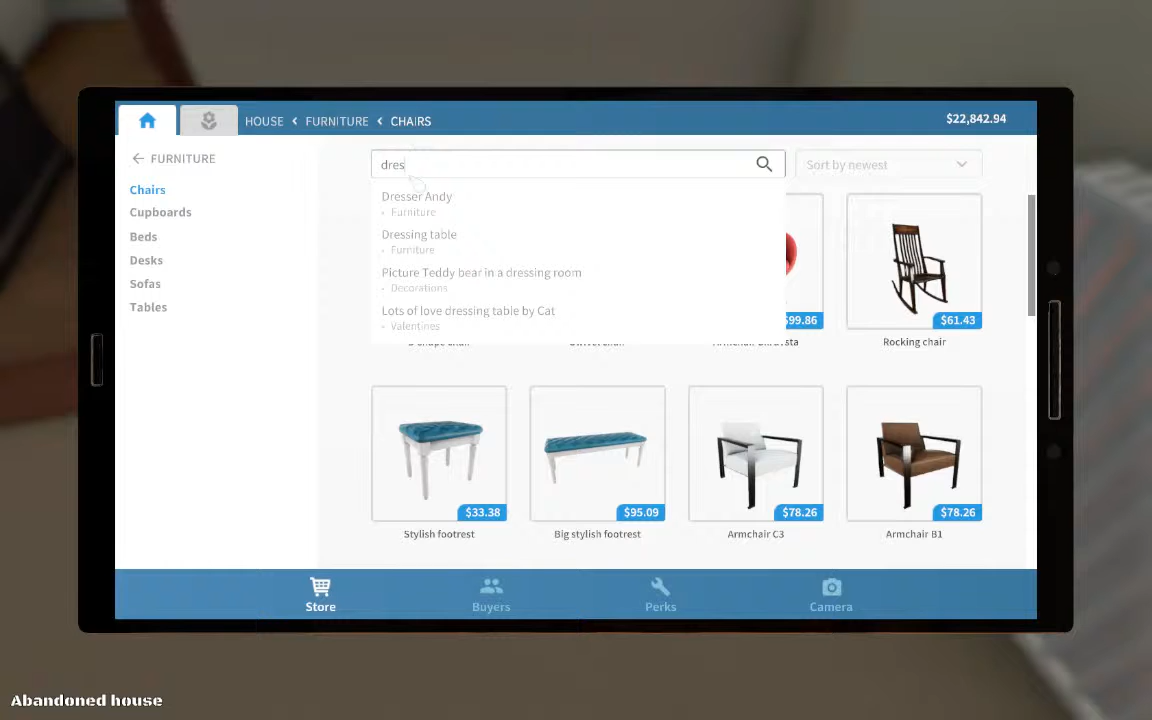 HOUSE < FURNITURE < CHAIRS
$22,842.94
FURNITURE
Chairs
Cupboards
Beds
Desks
Sofas
Tables
dres
Sort by newest
Dresser Andy
Furniture
Dressing table
Furniture
Picture Teddy bear in a dressing room
Decorations
Lots of love dressing table by Cat
Valentines
$99.86
$61.43
Rocking chair
$33.38
$95.09
$78.26
$78.26
Stylish footrest
Big stylish footrest
Armchair C3
Armchair B1
Store
Buyers
Perks
Camera
Abandoned house